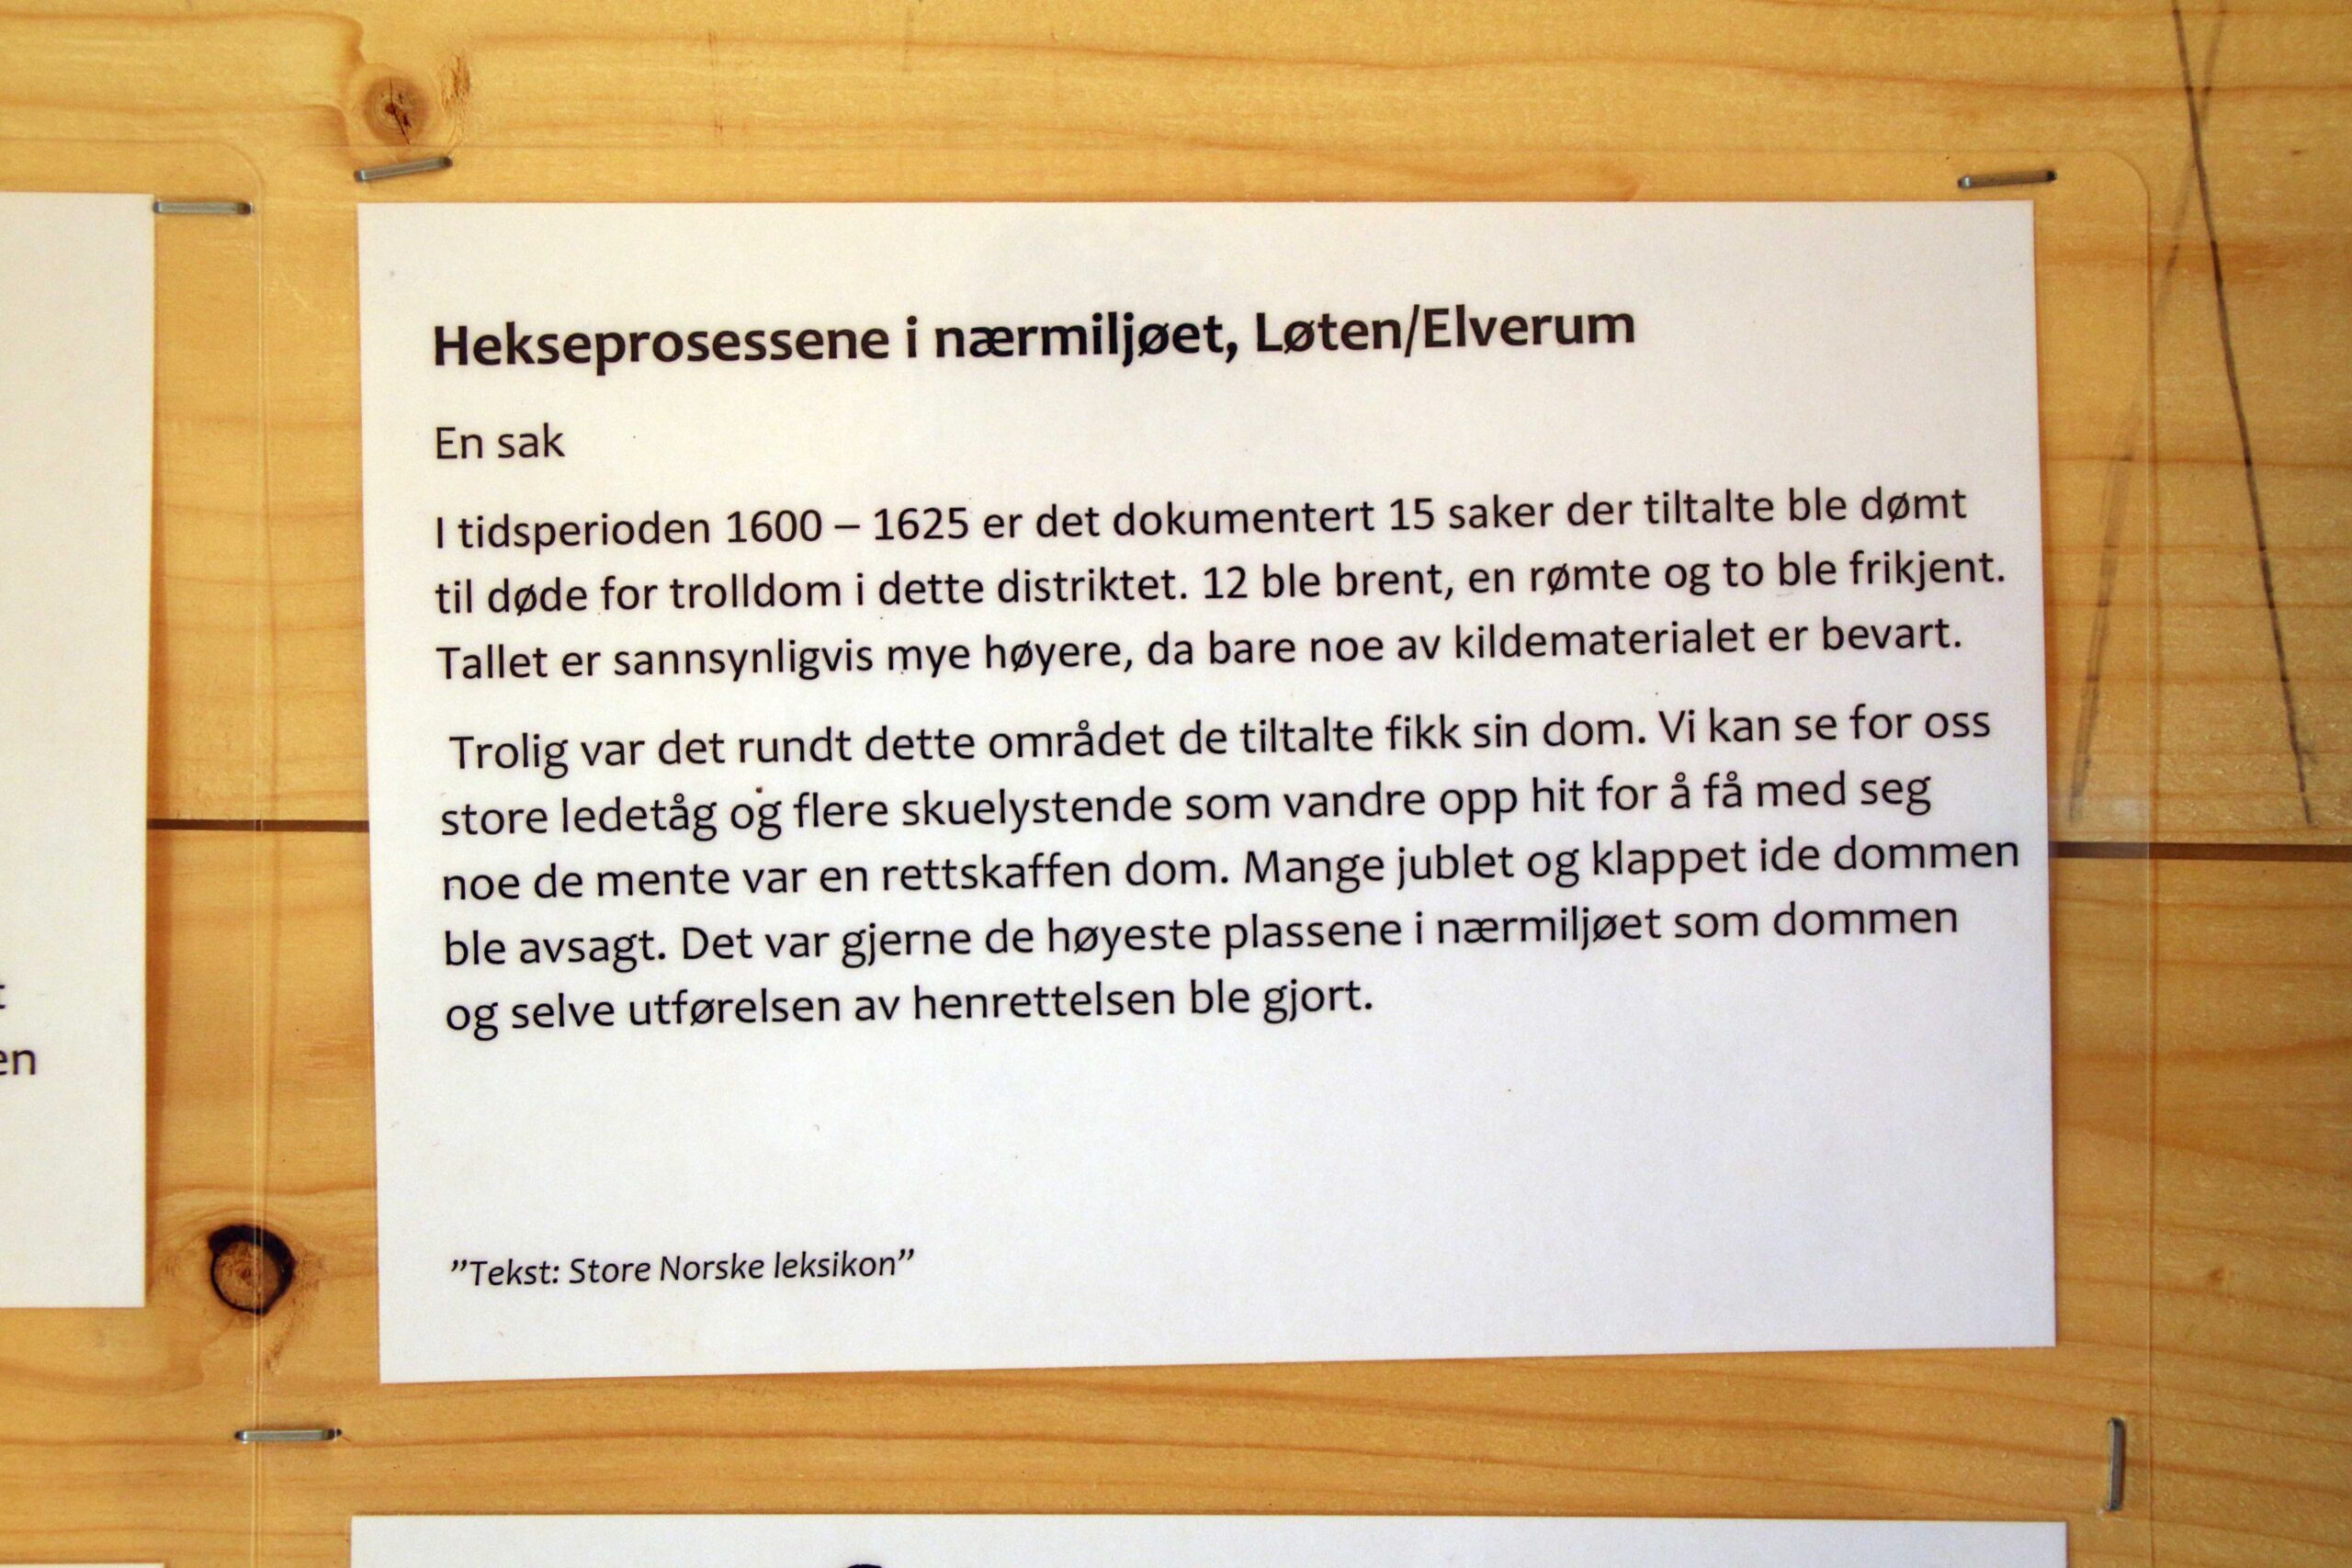 Hekseprosessene i nærmiljøet, Løten/Elverum
En sak
I tidsperioden 1600 – 1625 er det dokumentert 15 saker der tiltalte ble dømt
til døde for trolldom i dette distriktet. 12 ble brent, en rømte og to ble frikjent.
Tallet er sannsynligvis mye høyere, da bare noe av kildematerialet er bevart.
Trolig var det rundt dette området de tiltalte fikk sin dom. Vi kan se for oss
store ledetåg og flere skuelystende som vandre opp hit for å få med seg
noe de mente var en rettskaffen dom. Mange jublet og klappet ide dommen
ble avsagt. Det var gjerne de høyeste plassene i nærmiljøet som dommen
og selve utførelsen av henrettelsen ble gjort.
”Tekst: Store Norske leksikon”